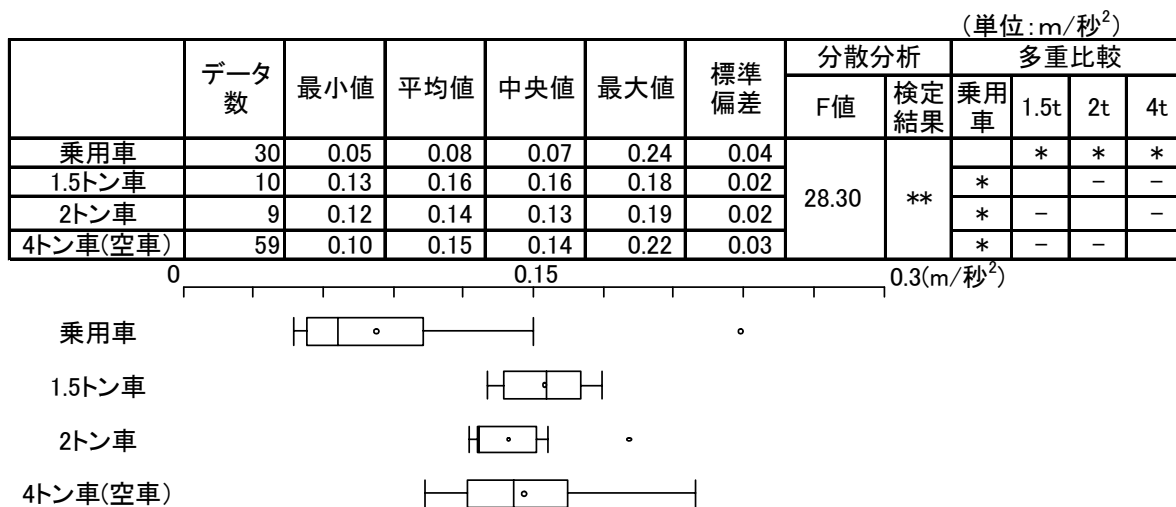 (単位:m/秒²)
データ数 最小値 平均値 中央値 最大値 標準偏差 分散分析 多重比較
F値 検定結果 乗用車 1.5t 2t 4t
乗用車 30 0.05 0.08 0.07 0.24 0.04 28.30 ** * * *
1.5トン車 10 0.13 0.16 0.16 0.18 0.02 * − −
2トン車 9 0.12 0.14 0.13 0.19 0.02 * − −
4トン車(空車) 59 0.10 0.15 0.14 0.22 0.03 * − −
0 0.15 0.3(m/秒²)
乗用車
1.5トン車
2トン車
4トン車(空車)